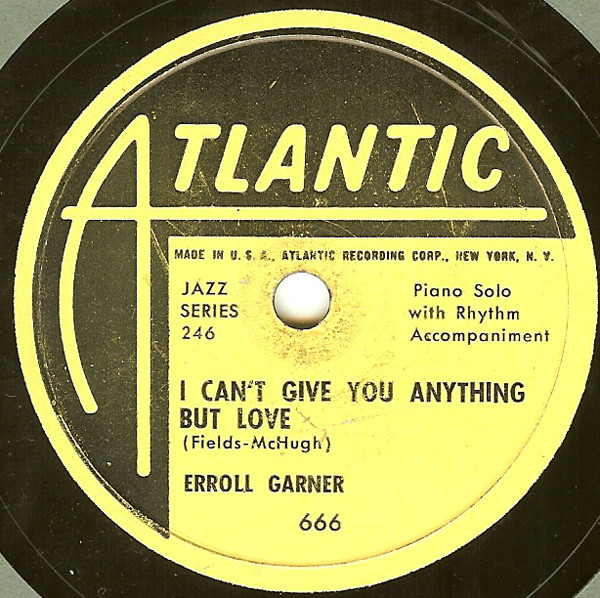 ATLANTIC
MADE IN U. S. A., ATLANTIC RECORDING CORP., NEW YORK, N. Y.
JAZZ
SERIES
246
Piano Solo
with Rhythm
Accompaniment
I CAN'T GIVE YOU ANYTHING
BUT LOVE
(Fields-McHugh)
ERROLL GARNER
666